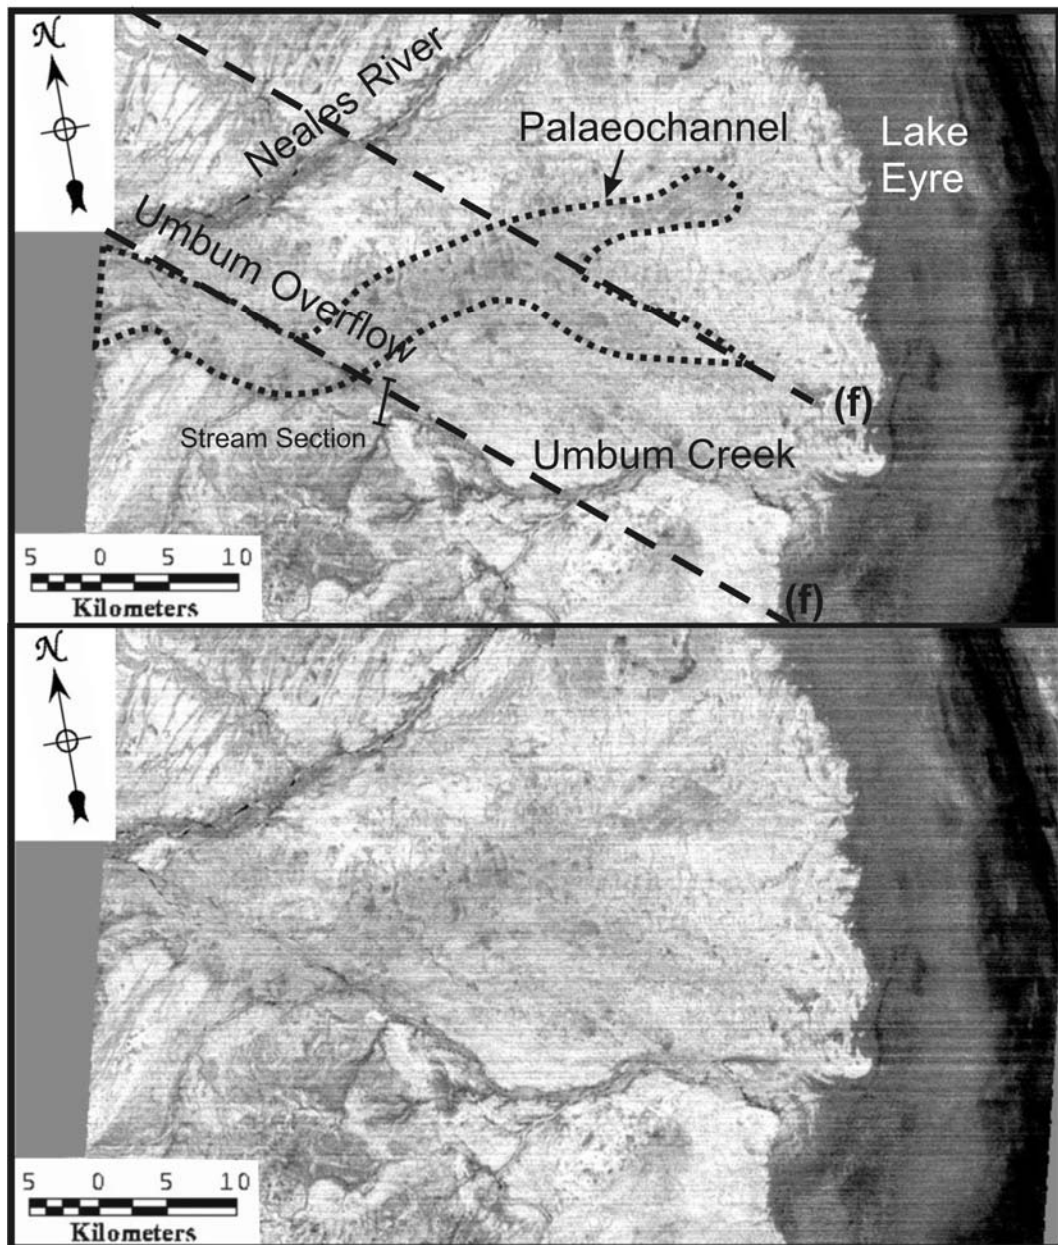 N
Neales River
Palaeochannel
Lake
Eyre
Umbum Overflow
(f)
Stream Section
Umbum Creek
5 0 5 10
Kilometers
(f)
N
5 0 5 10
Kilometers